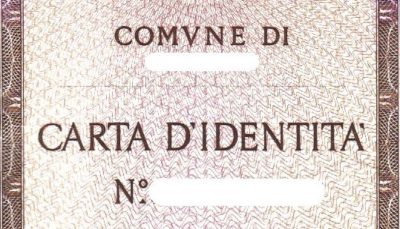 COMVNE DI
CARTA D'IDENTITA'
N°.